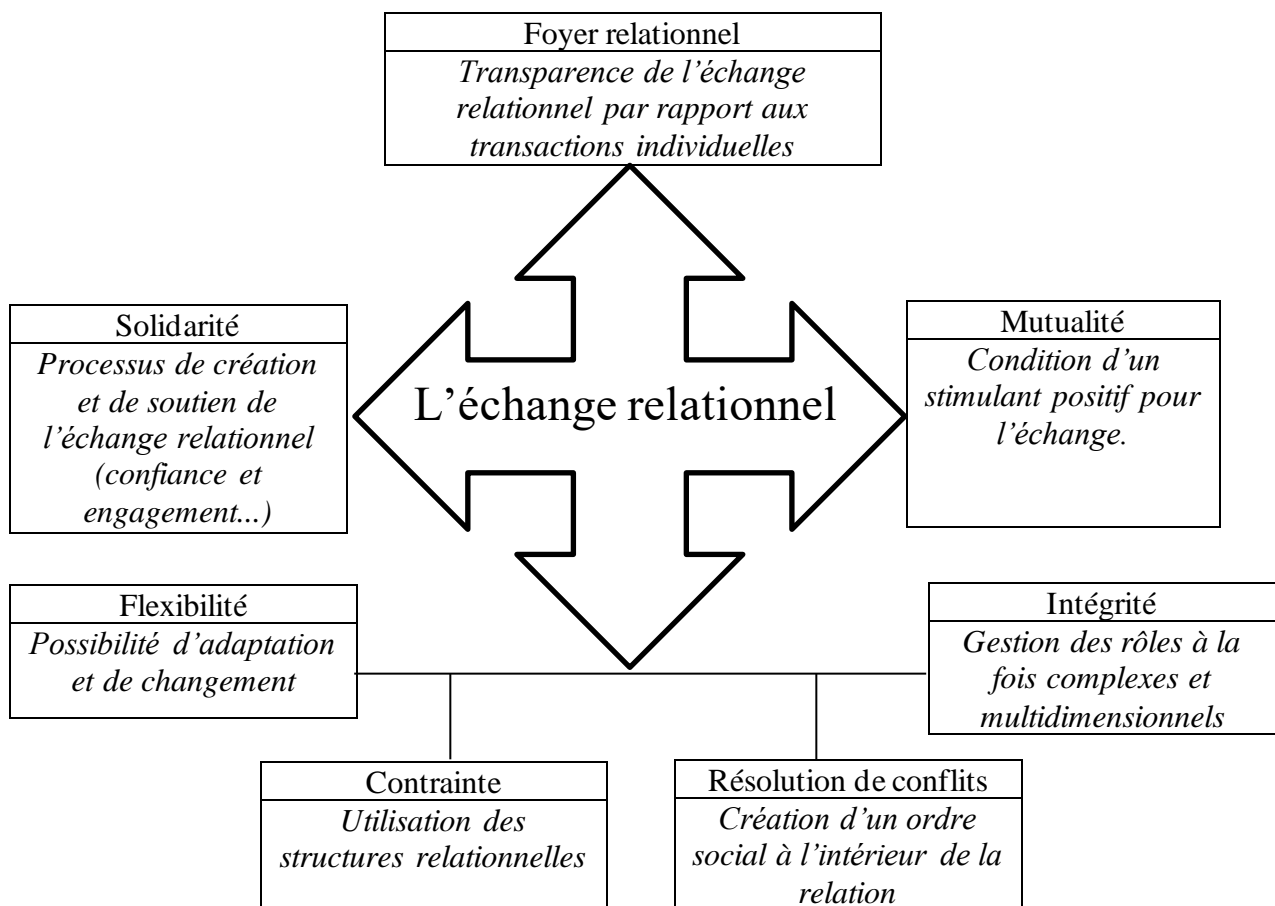 Foyer relationnel
Transparence de l’échange
relationnel par rapport aux
transactions individuelles
Solidarité
Processus de création
et de soutien de
l’échange relationnel
(confiance et
engagement...)
L’échange relationnel
Mutualité
Condition d’un
stimulant positif pour
l’échange.
Flexibilité
Possibilité d’adaptation
et de changement
Intégrité
Gestion des rôles à la
fois complexes et
multidimensionnels
Contrainte
Utilisation des
structures relationnelles
Résolution de conflits
Création d’un ordre
social à l’intérieur de la
relation